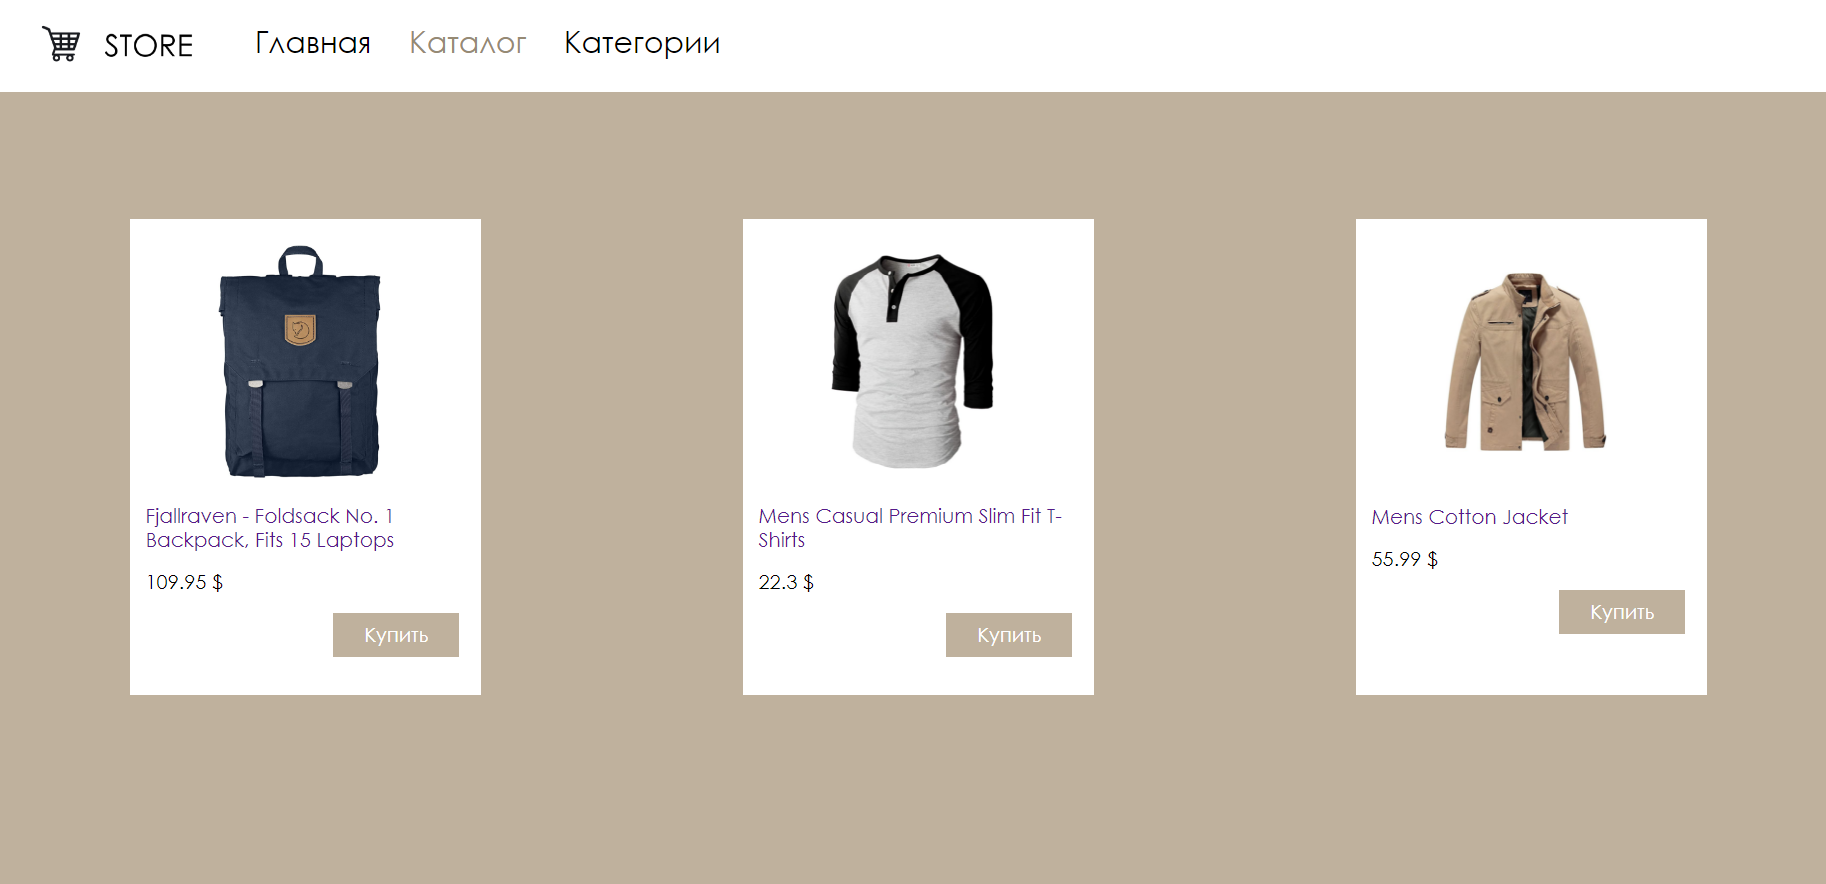 STORE Главная Каталог Категории
Fjallraven - Foldsack No. 1
Backpack, Fits 15 Laptops
109.95 $
Купить
Mens Casual Premium Slim Fit T-
Shirts
22.3 $
Купить
Mens Cotton Jacket
55.99 $
Купить